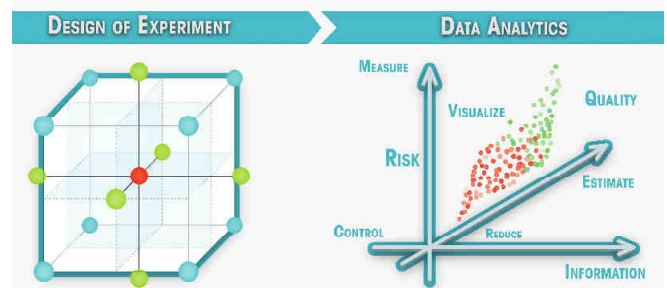 DESIGN OF EXPERIMENT
DATA ANALYTICS
MEASURE
VISUALIZE
QUALITY
RISK
ESTIMATE
CONTROL
REDUCE
INFORMATION